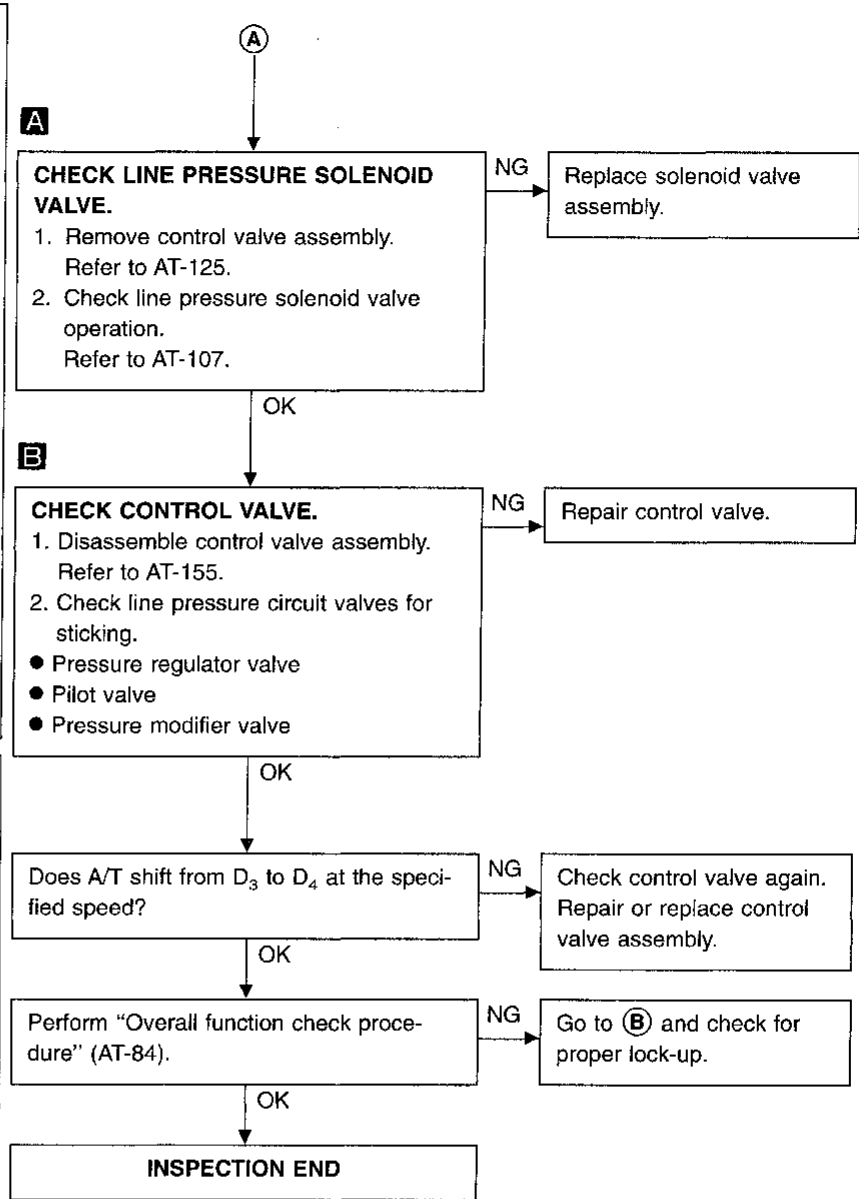 A
A
CHECK LINE PRESSURE SOLENOID
VALVE.
1. Remove control valve assembly.
Refer to AT-125.
2. Check line pressure solenoid valve
operation.
Refer to AT-107.
NG
Replace solenoid valve
assembly.
OK
B
CHECK CONTROL VALVE.
1. Disassemble control valve assembly.
Refer to AT-155.
2. Check line pressure circuit valves for
sticking.
● Pressure regulator valve
● Pilot valve
● Pressure modifier valve
NG
Repair control valve.
OK
Does A/T shift from D₃ to D₄ at the speci-
fied speed?
NG
Check control valve again.
Repair or replace control
valve assembly.
OK
Perform “Overall function check proce-
dure” (AT-84).
NG
Go to Ⓑ and check for
proper lock-up.
OK
INSPECTION END